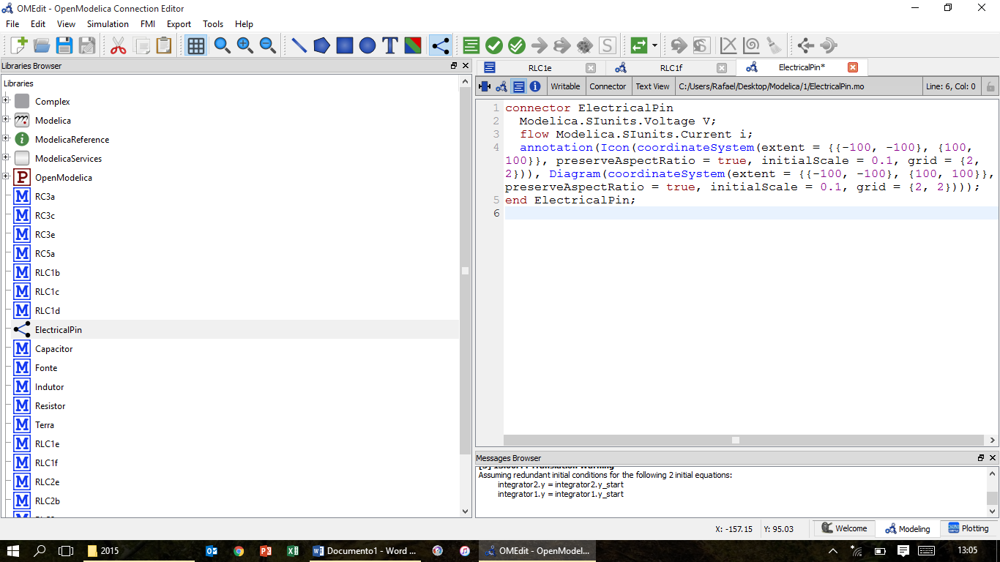 OMEdit - OpenModelica Connection Editor
File Edit View Simulation FMI Export Tools Help
Libraries Browser
Libraries
Complex
Modelica
ModelicaReference
ModelicaServices
OpenModelica
RC3a
RC3c
RC3e
RC5a
RLC1b
RLC1c
RLC1d
ElectricalPin
Capacitor
Fonte
Indutor
Resistor
Terra
RLC1e
RLC1f
RLC2e
RLC2b
RLC1e RLC1f ElectricalPin*
Writable Connector Text View C:/Users/Rafael/Desktop/Modelica/1/ElectricalPin.mo Line: 6, Col: 0
1 connector ElectricalPin
2 Modelica.SIunits.Voltage V;
3 flow Modelica.SIunits.Current i;
4 annotation(Icon(coordinateSystem(extent = {{-100, -100}, {100,
100}}, preserveAspectRatio = true, initialScale = 0.1, grid = {2,
2})), Diagram(coordinateSystem(extent = {{-100, -100}, {100, 100}},
preserveAspectRatio = true, initialScale = 0.1, grid = {2, 2})));
5 end ElectricalPin;
6
Messages Browser
Translation Warning
Assuming redundant initial conditions for the following 2 initial equations:
integrator2.y = integrator2.y_start
integrator1.y = integrator1.y_start
X: -157.15 Y: 95.03 Welcome Modeling Plotting
2015 Documento1 - Word ... OMEdit - OpenModel... 13:05